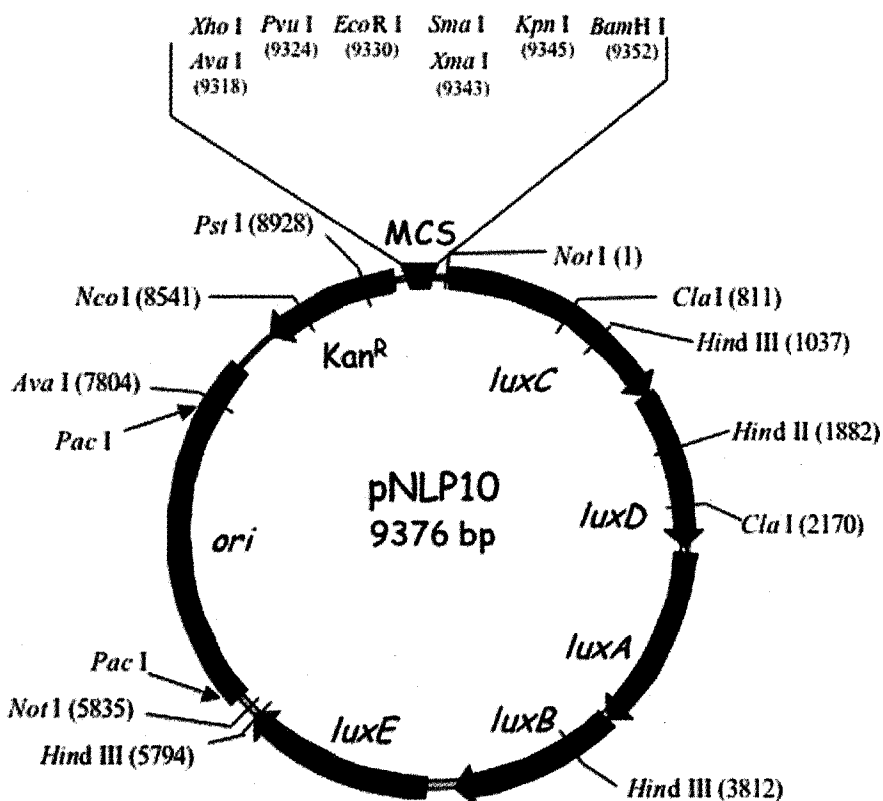 Xho I Pvu I EcoR I Sma I Kpn I BamH I
(9324) (9330) (9345) (9352)
Ava I Xma I
(9318) (9343)
Pst I (8928)
MCS
Not I (1)
Nco I (8541)
Cla I (811)
KanR
Hind III (1037)
luxC
Ava I (7804)
Pac I
Hind II (1882)
pNLP10
9376 bp
luxD
Cla I (2170)
ori
luxA
Pac I
Not I (5835)
luxB
luxE
Hind III (5794)
Hind III (3812)